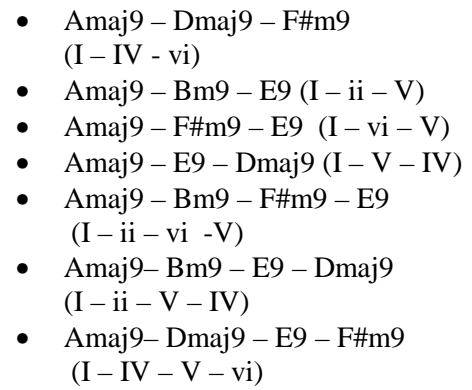 • Amaj9 – Dmaj9 – F#m9
(I – IV - vi)
• Amaj9 – Bm9 – E9 (I – ii – V)
• Amaj9 – F#m9 – E9  (I – vi – V)
• Amaj9 – E9 – Dmaj9 (I – V – IV)
• Amaj9 – Bm9 – F#m9 – E9
(I – ii – vi  -V)
• Amaj9– Bm9 – E9 – Dmaj9
(I – ii – V – IV)
• Amaj9– Dmaj9 – E9 – F#m9
(I – IV – V – vi)